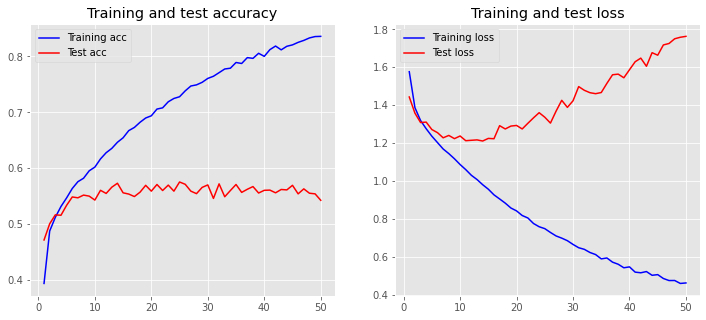 Training and test accuracy
Training acc
Test acc
0.8
0.7
0.6
0.5
0.4
0 10 20 30 40 50
Training and test loss
Training loss
Test loss
1.8
1.6
1.4
1.2
1.0
0.8
0.6
0.4
0 10 20 30 40 50